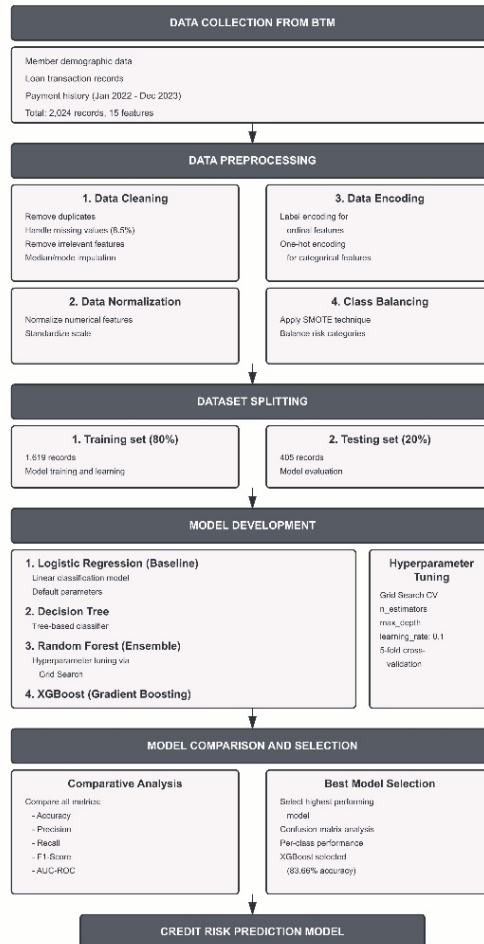 DATA COLLECTION FROM BTM
Member demographic data
Loan transaction records
Payment history (Jan 2022 - Dec 2023)
Total: 2,024 records, 15 features
DATA PREPROCESSING
1. Data Cleaning
Remove duplicates
Handle missing values (8.5%)
Remove irrelevant features
Median/mode imputation
3. Data Encoding
Label encoding for
ordinal features
One-hot encoding
for categorical features
2. Data Normalization
Normalize numerical features
Standardize scale
4. Class Balancing
Apply SMOTE technique
Balance risk categories
DATASET SPLITTING
1. Training set (80%)
1,619 records
Model training and learning
2. Testing set (20%)
405 records
Model evaluation
MODEL DEVELOPMENT
1. Logistic Regression (Baseline)
Linear classification model
Default parameters
2. Decision Tree
Tree-based classifier
3. Random Forest (Ensemble)
Hyperparameter tuning via
Grid Search
4. XGBoost (Gradient Boosting)
Hyperparameter
Tuning
Grid Search CV
n_estimators
max_depth
learning_rate: 0.1
5-fold cross-
validation
MODEL COMPARISON AND SELECTION
Comparative Analysis
Compare all metrics:
- Accuracy
- Precision
- Recall
- F1-Score
- AUC-ROC
Best Model Selection
Select highest performing
model
Confusion matrix analysis
Per-class performance
XGBoost selected
(83.66% accuracy)
CREDIT RISK PREDICTION MODEL